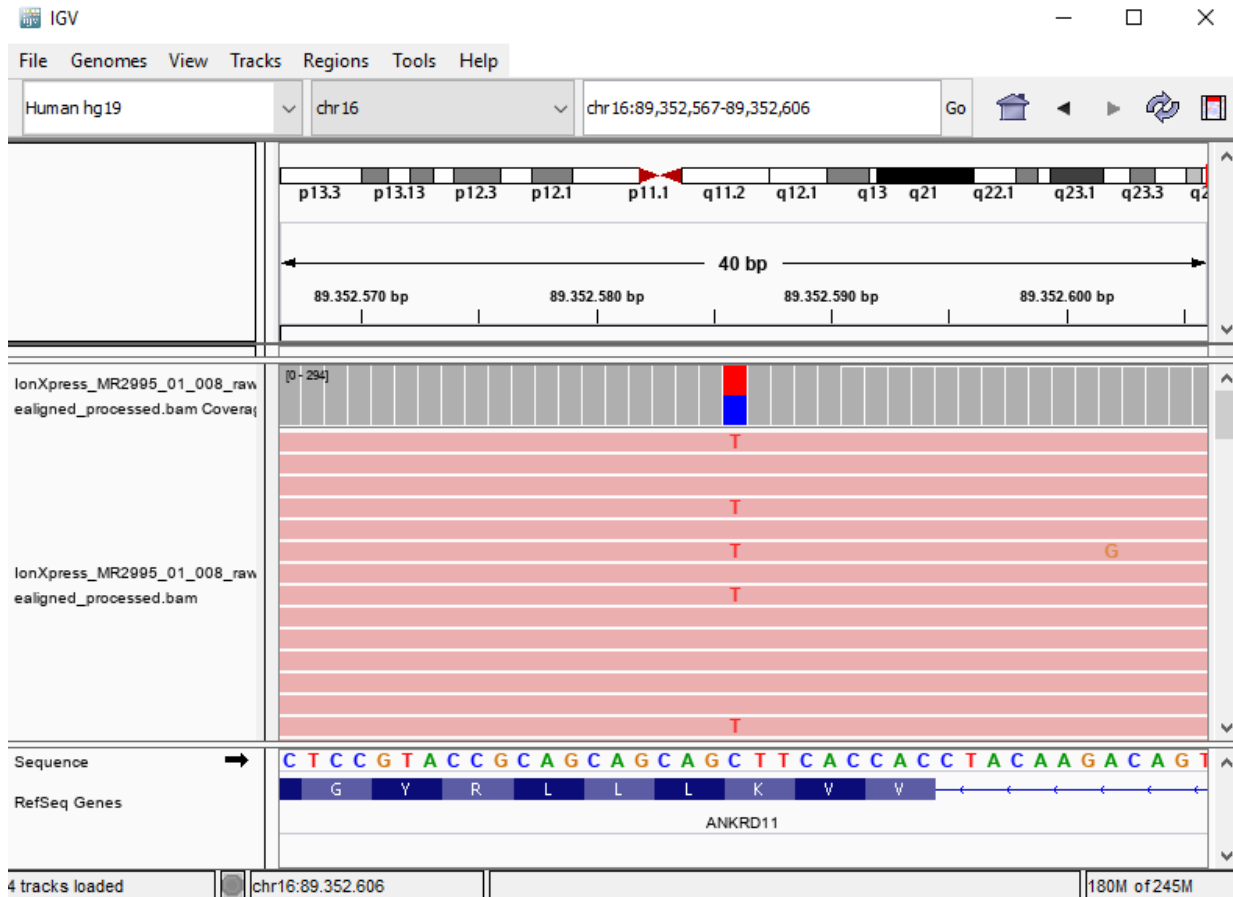 IGV
File Genomes View Tracks Regions Tools Help
Human hg19 chr16 chr16:89,352,567-89,352,606 Go
p13.3 p13.13 p12.3 p12.1 p11.1 q11.2 q12.1 q13 q21 q22.1 q23.1 q23.3 q2
40 bp
89.352.570 bp 89.352.580 bp 89.352.590 bp 89.352.600 bp
IonXpress_MR2995_01_008_raw
ealigned_processed.bam Coverag
[0 - 294]
T
T
T G
T
IonXpress_MR2995_01_008_raw
ealigned_processed.bam
T
Sequence C T C C G T A C C G C A G C A G C A G C T T C A C C A C C T A C A A G A C A G T
RefSeq Genes G Y R L L L K V V
ANKRD11
4 tracks loaded chr16:89.352.606 180M of 245M